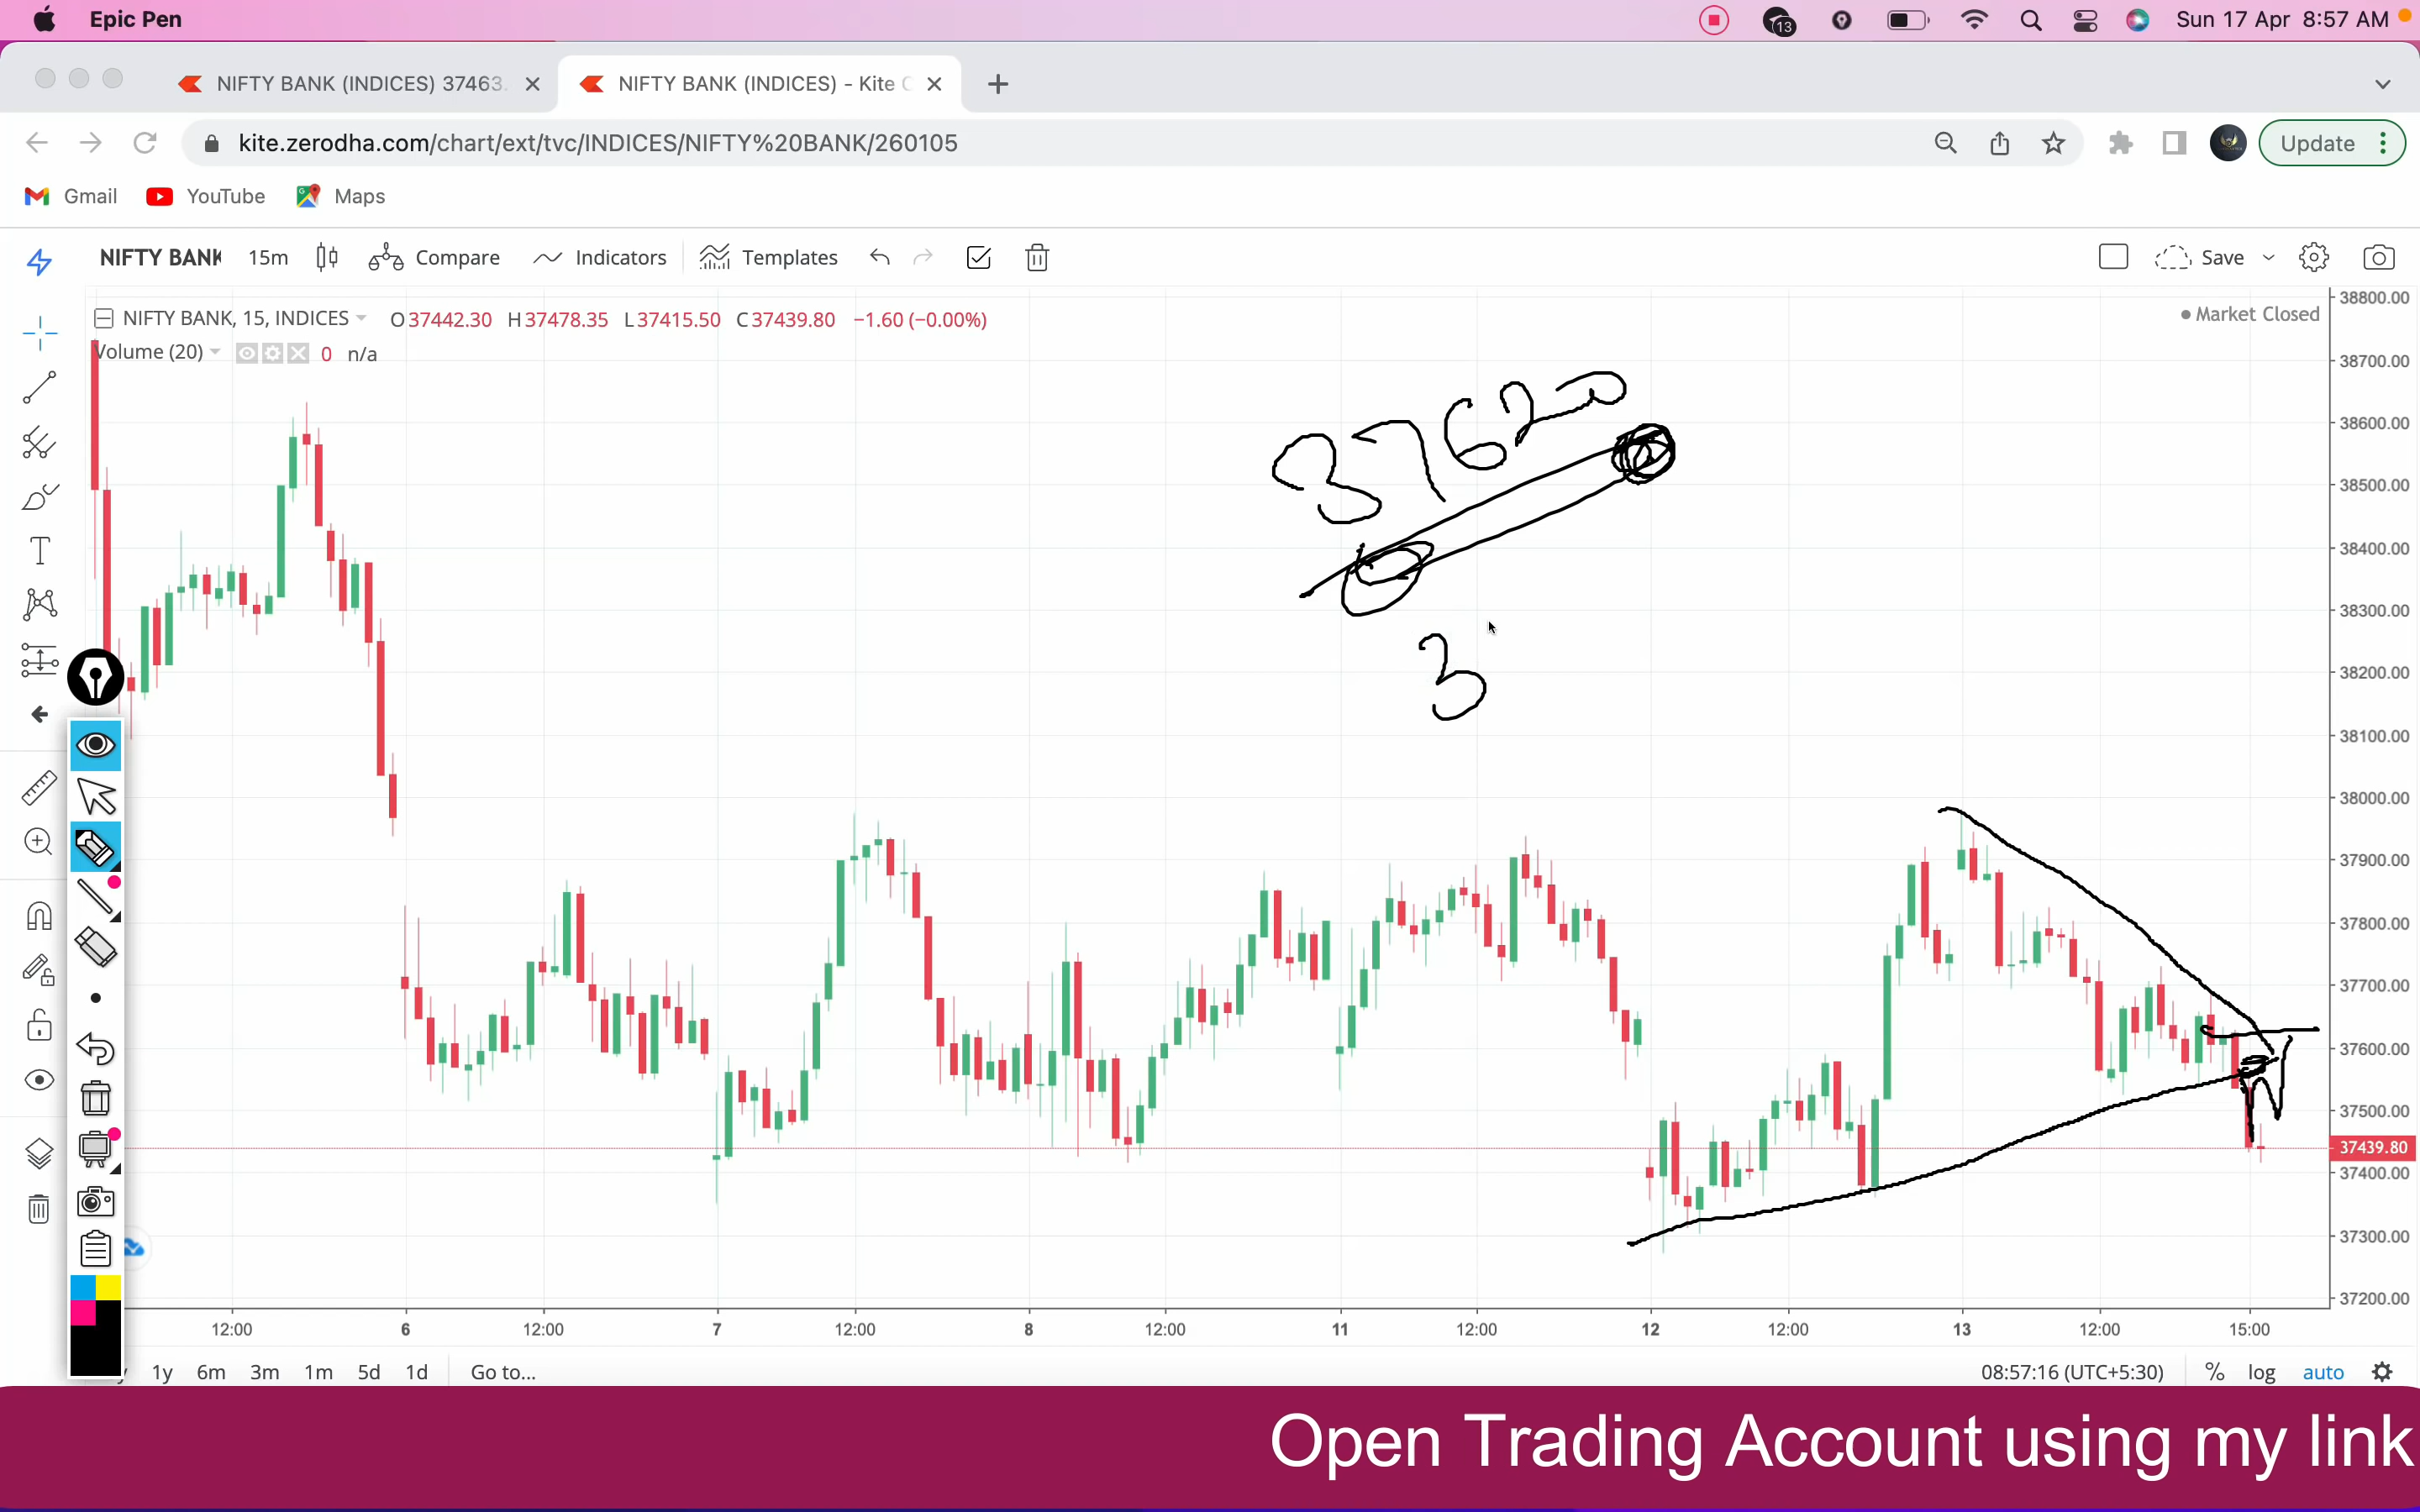 Epic Pen
13
Sun 17 Apr 8:57 AM
NIFTY BANK (INDICES) 37463.
NIFTY BANK (INDICES) - Kite C
kite.zerodha.com/chart/ext/tvc/INDICES/NIFTY%20BANK/260105
Update
Gmail
YouTube
Maps
NIFTY BANK
15m
Compare
Indicators
Templates
Save
NIFTY BANK, 15, INDICES
O37442.30 H37478.35 L37415.50 C37439.80 −1.60 (−0.00%)
Market Closed
Volume (20)
0 n/a
38800.00
38700.00
38600.00
38500.00
38400.00
38300.00
38200.00
38100.00
38000.00
37900.00
37800.00
37700.00
37600.00
37500.00
37439.80
37400.00
37300.00
37200.00
37620
3
12:00 6 12:00 7 12:00 8 12:00 11 12:00 12 12:00 13 12:00 15:00
y 1y 6m 3m 1m 5d 1d Go to...
08:57:16 (UTC+5:30) % log auto
Open Trading Account using my link